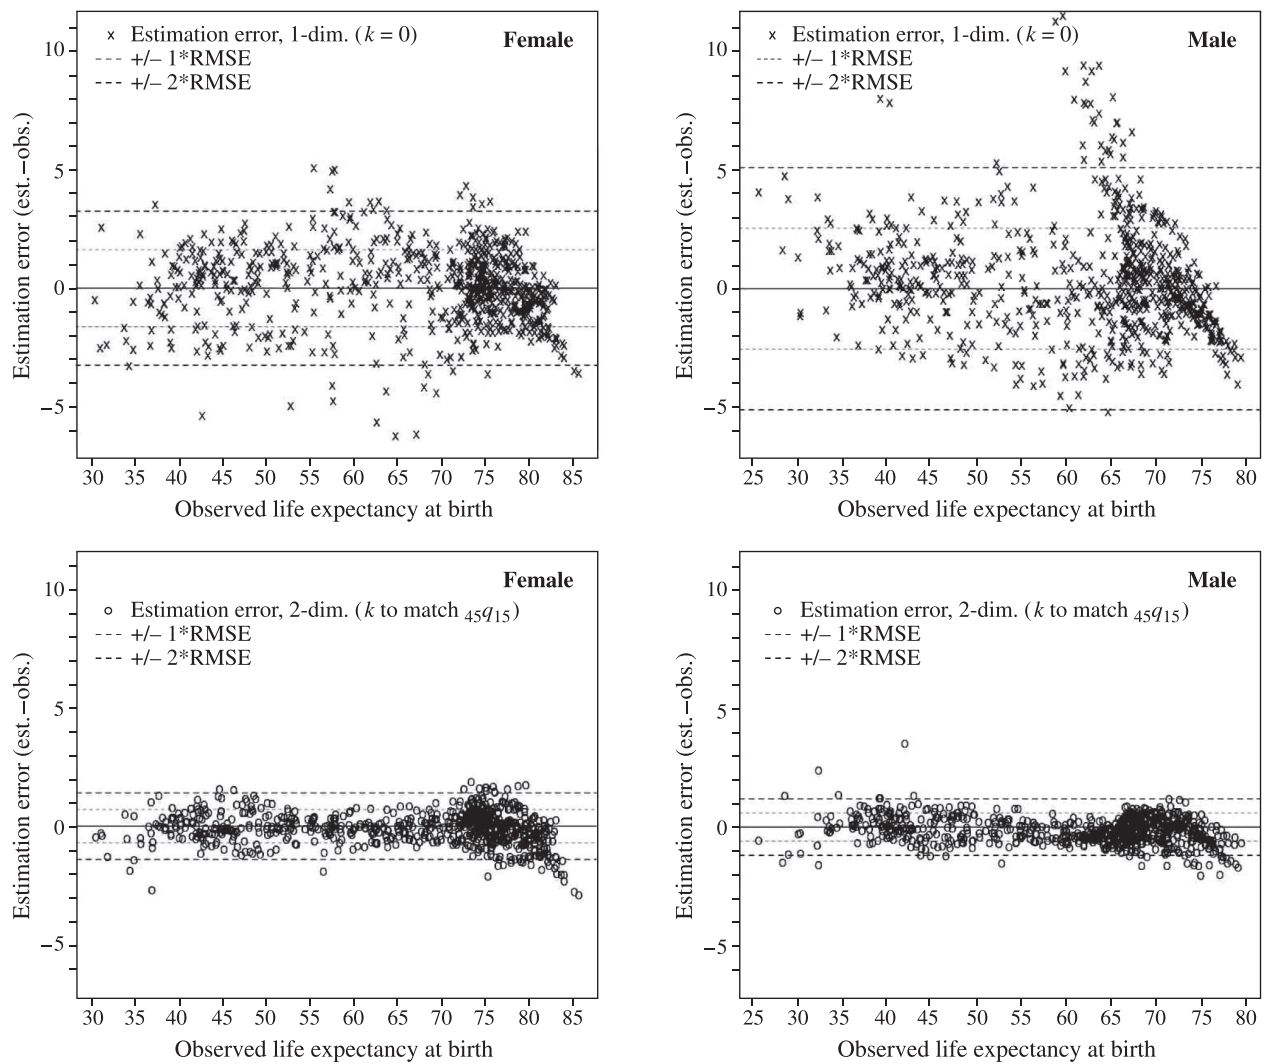 × Estimation error, 1-dim. (k = 0) Female
+/– 1*RMSE
+/– 2*RMSE
10
5
0
−5
Estimation error (est.−obs.)
30 35 40 45 50 55 60 65 70 75 80 85
Observed life expectancy at birth
× Estimation error, 1-dim. (k = 0) Male
+/– 1*RMSE
+/– 2*RMSE
10
5
0
−5
Estimation error (est.−obs.)
25 30 35 40 45 50 55 60 65 70 75 80
Observed life expectancy at birth
Female
Estimation error, 2-dim. (k to match 45q15)
+/– 1*RMSE
+/– 2*RMSE
10
5
0
−5
Estimation error (est.−obs.)
30 35 40 45 50 55 60 65 70 75 80 85
Observed life expectancy at birth
Male
Estimation error, 2-dim. (k to match 45q15)
+/– 1*RMSE
+/– 2*RMSE
10
5
0
−5
Estimation error (est.−obs.)
25 30 35 40 45 50 55 60 65 70 75 80
Observed life expectancy at birth